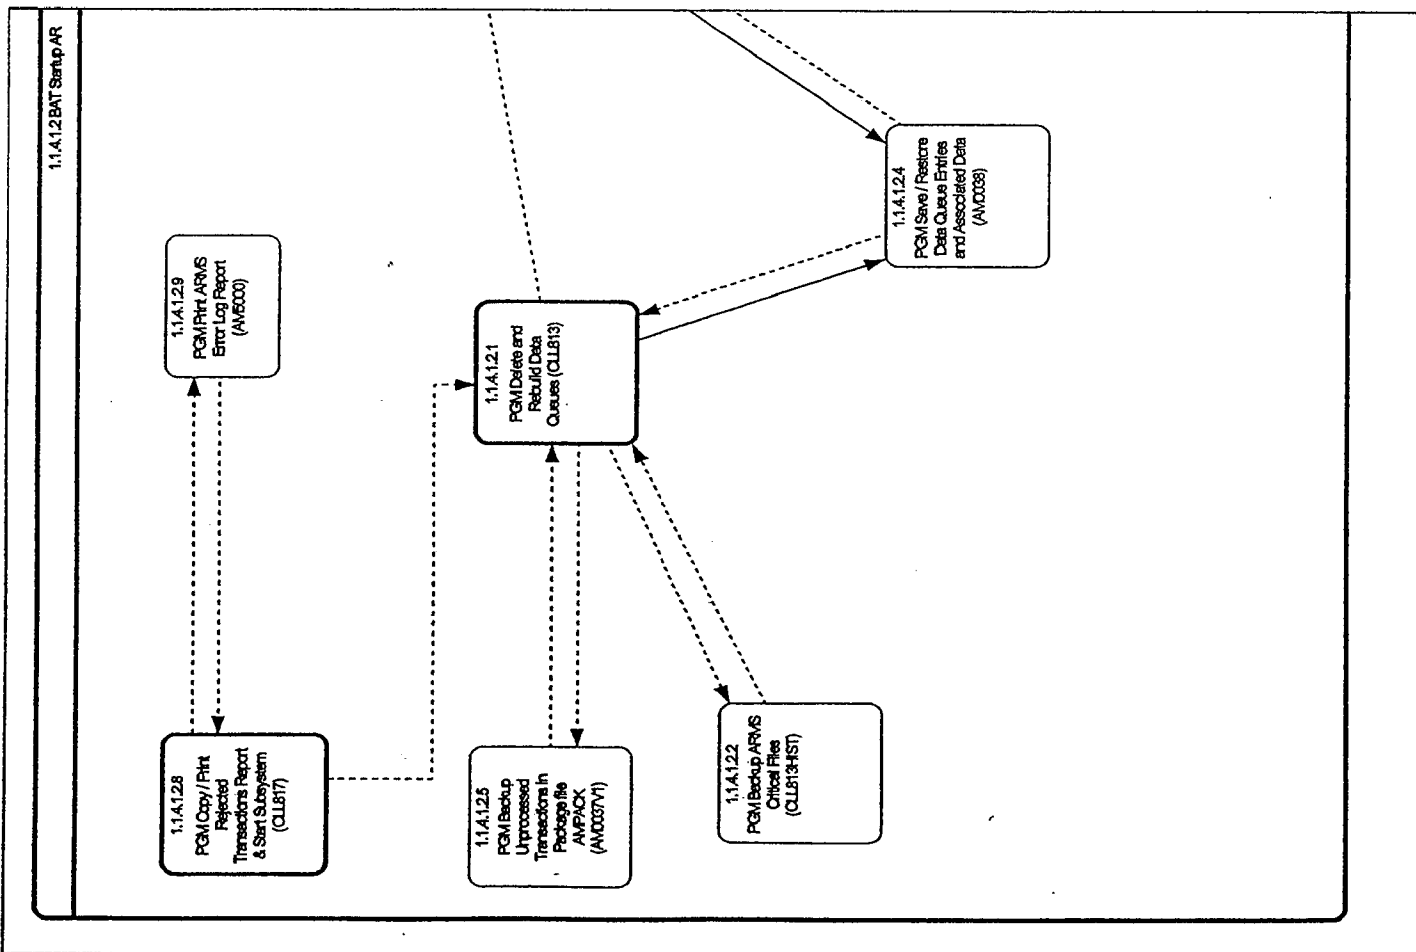 1.1.4.1.2 BAT Startup AR
1.1.4.1.2.8
PGM Copy / Print
Rejected
Transactions Report
& Start Subsystem
(CLL817)
1.1.4.1.2.9
PGM Print ARMS
Error Log Report
(AM5000)
1.1.4.1.2.5
PGM Backup
Unprocessed
Transactions in
Package file
AMPACK
(AM0037V1)
1.1.4.1.2.1
PGM Delete and
Rebuild Data
Queues (CLL813)
1.1.4.1.2.2
PGM Backup ARMS
Critical Files
(CLL813HIST)
1.1.4.1.2.4
PGM Save / Restore
Data Queue Entries
and Associated Data
(AM0038)